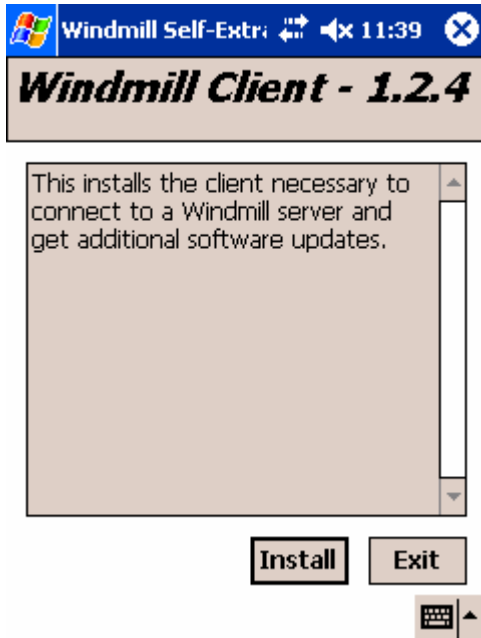 Windmill Self-Extra 11:39
Windmill Client - 1.2.4
This installs the client necessary to
connect to a Windmill server and
get additional software updates.
Install Exit